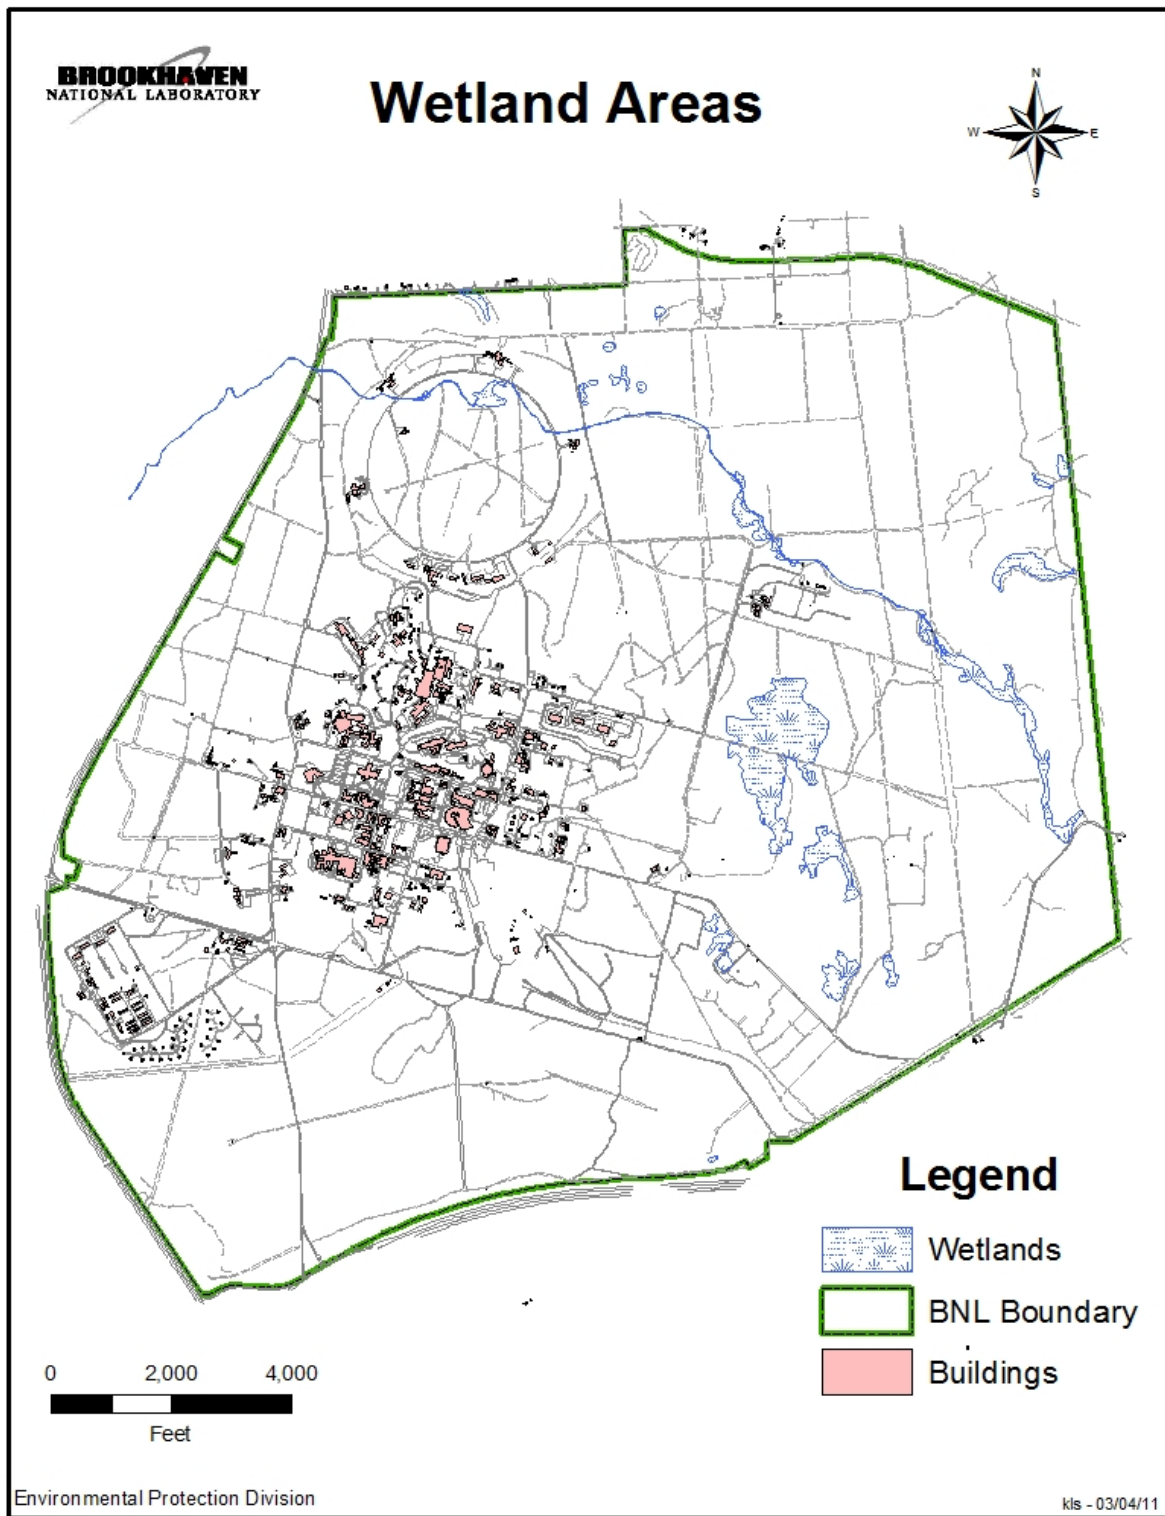 BROOKHAVEN
NATIONAL LABORATORY
Wetland Areas
N
W
E
S
Legend
Wetlands
BNL Boundary
Buildings
0 2,000 4,000
Feet
Environmental Protection Division
kls - 03/04/11